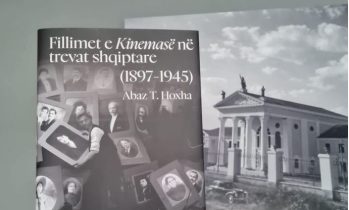 Fillimet e Kinemasë në
trevat shqiptare
(1897-1945)
Abaz T. Hoxha